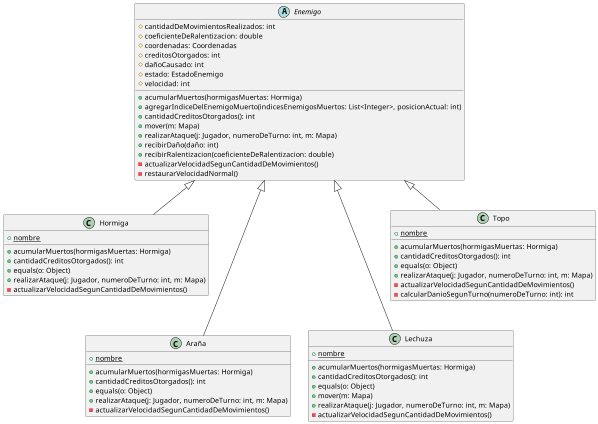 A Enemigo
cantidadDeMovimientosRealizados: int
coeficienteDeRalentizacion: double
coordenadas: Coordenadas
creditosOtorgados: int
dañoCausado: int
estado: EstadoEnemigo
velocidad: int
acumularMuertos(hormigasMuertas: Hormiga)
agregarIndiceDelEnemigoMuerto(indicesEnemigosMuertos: List<Integer>, posicionActual: int)
cantidadCreditosOtorgados(): int
mover(m: Mapa)
realizarAtaque(j: Jugador, numeroDeTurno: int, m: Mapa)
recibirDaño(daño: int)
recibirRalentizacion(coeficienteDeRalentizacion: double)
actualizarVelocidadSegunCantidadDeMovimientos()
restaurarVelocidadNormal()
C Hormiga
nombre
acumularMuertos(hormigasMuertas: Hormiga)
cantidadCreditosOtorgados(): int
equals(o: Object)
realizarAtaque(j: Jugador, numeroDeTurno: int, m: Mapa)
actualizarVelocidadSegunCantidadDeMovimientos()
C Topo
nombre
acumularMuertos(hormigasMuertas: Hormiga)
cantidadCreditosOtorgados(): int
equals(o: Object)
realizarAtaque(j: Jugador, numeroDeTurno: int, m: Mapa)
actualizarVelocidadSegunCantidadDeMovimientos()
calcularDanioSegunTurno(numeroDeTurno: int): int
C Araña
nombre
acumularMuertos(hormigasMuertas: Hormiga)
cantidadCreditosOtorgados(): int
equals(o: Object)
realizarAtaque(j: Jugador, numeroDeTurno: int, m: Mapa)
actualizarVelocidadSegunCantidadDeMovimientos()
C Lechuza
nombre
acumularMuertos(hormigasMuertas: Hormiga)
cantidadCreditosOtorgados(): int
equals(o: Object)
mover(m: Mapa)
realizarAtaque(j: Jugador, numeroDeTurno: int, m: Mapa)
actualizarVelocidadSegunCantidadDeMovimientos()